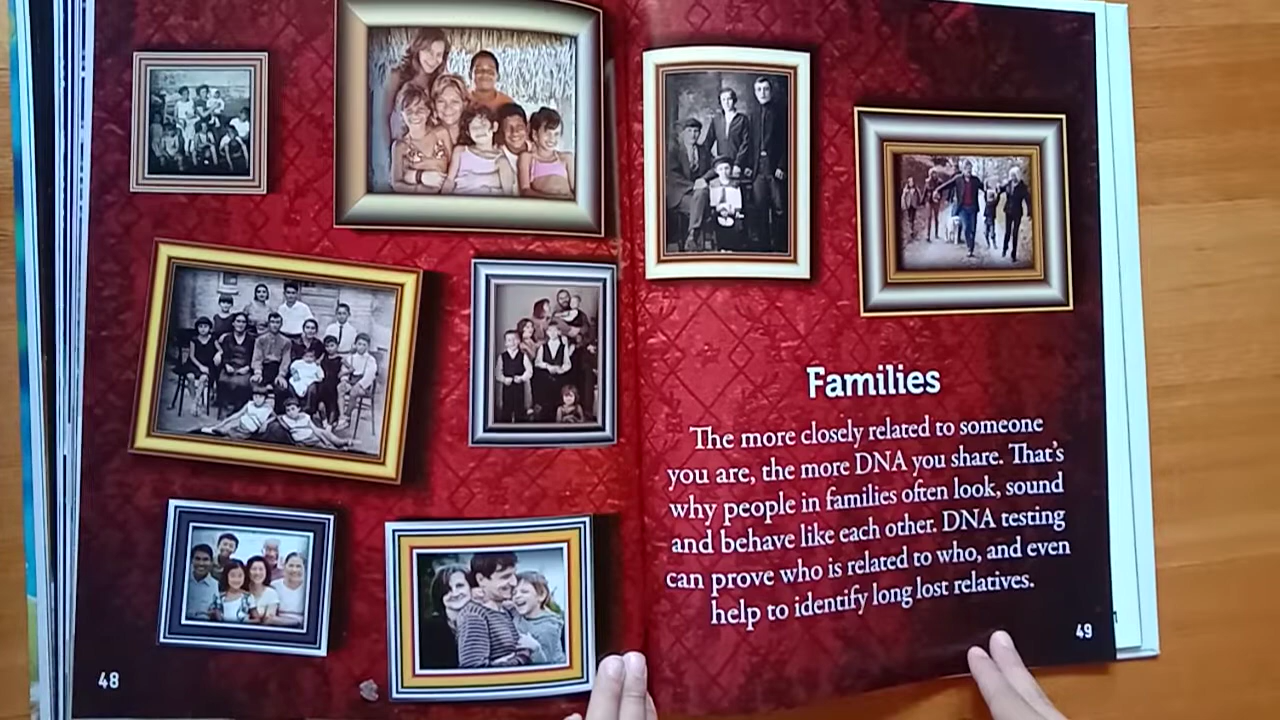 Families
The more closely related to someone
you are, the more DNA you share. That's
why people in families often look, sound
and behave like each other. DNA testing
can prove who is related to who, and even
help to identify long lost relatives.
48
49